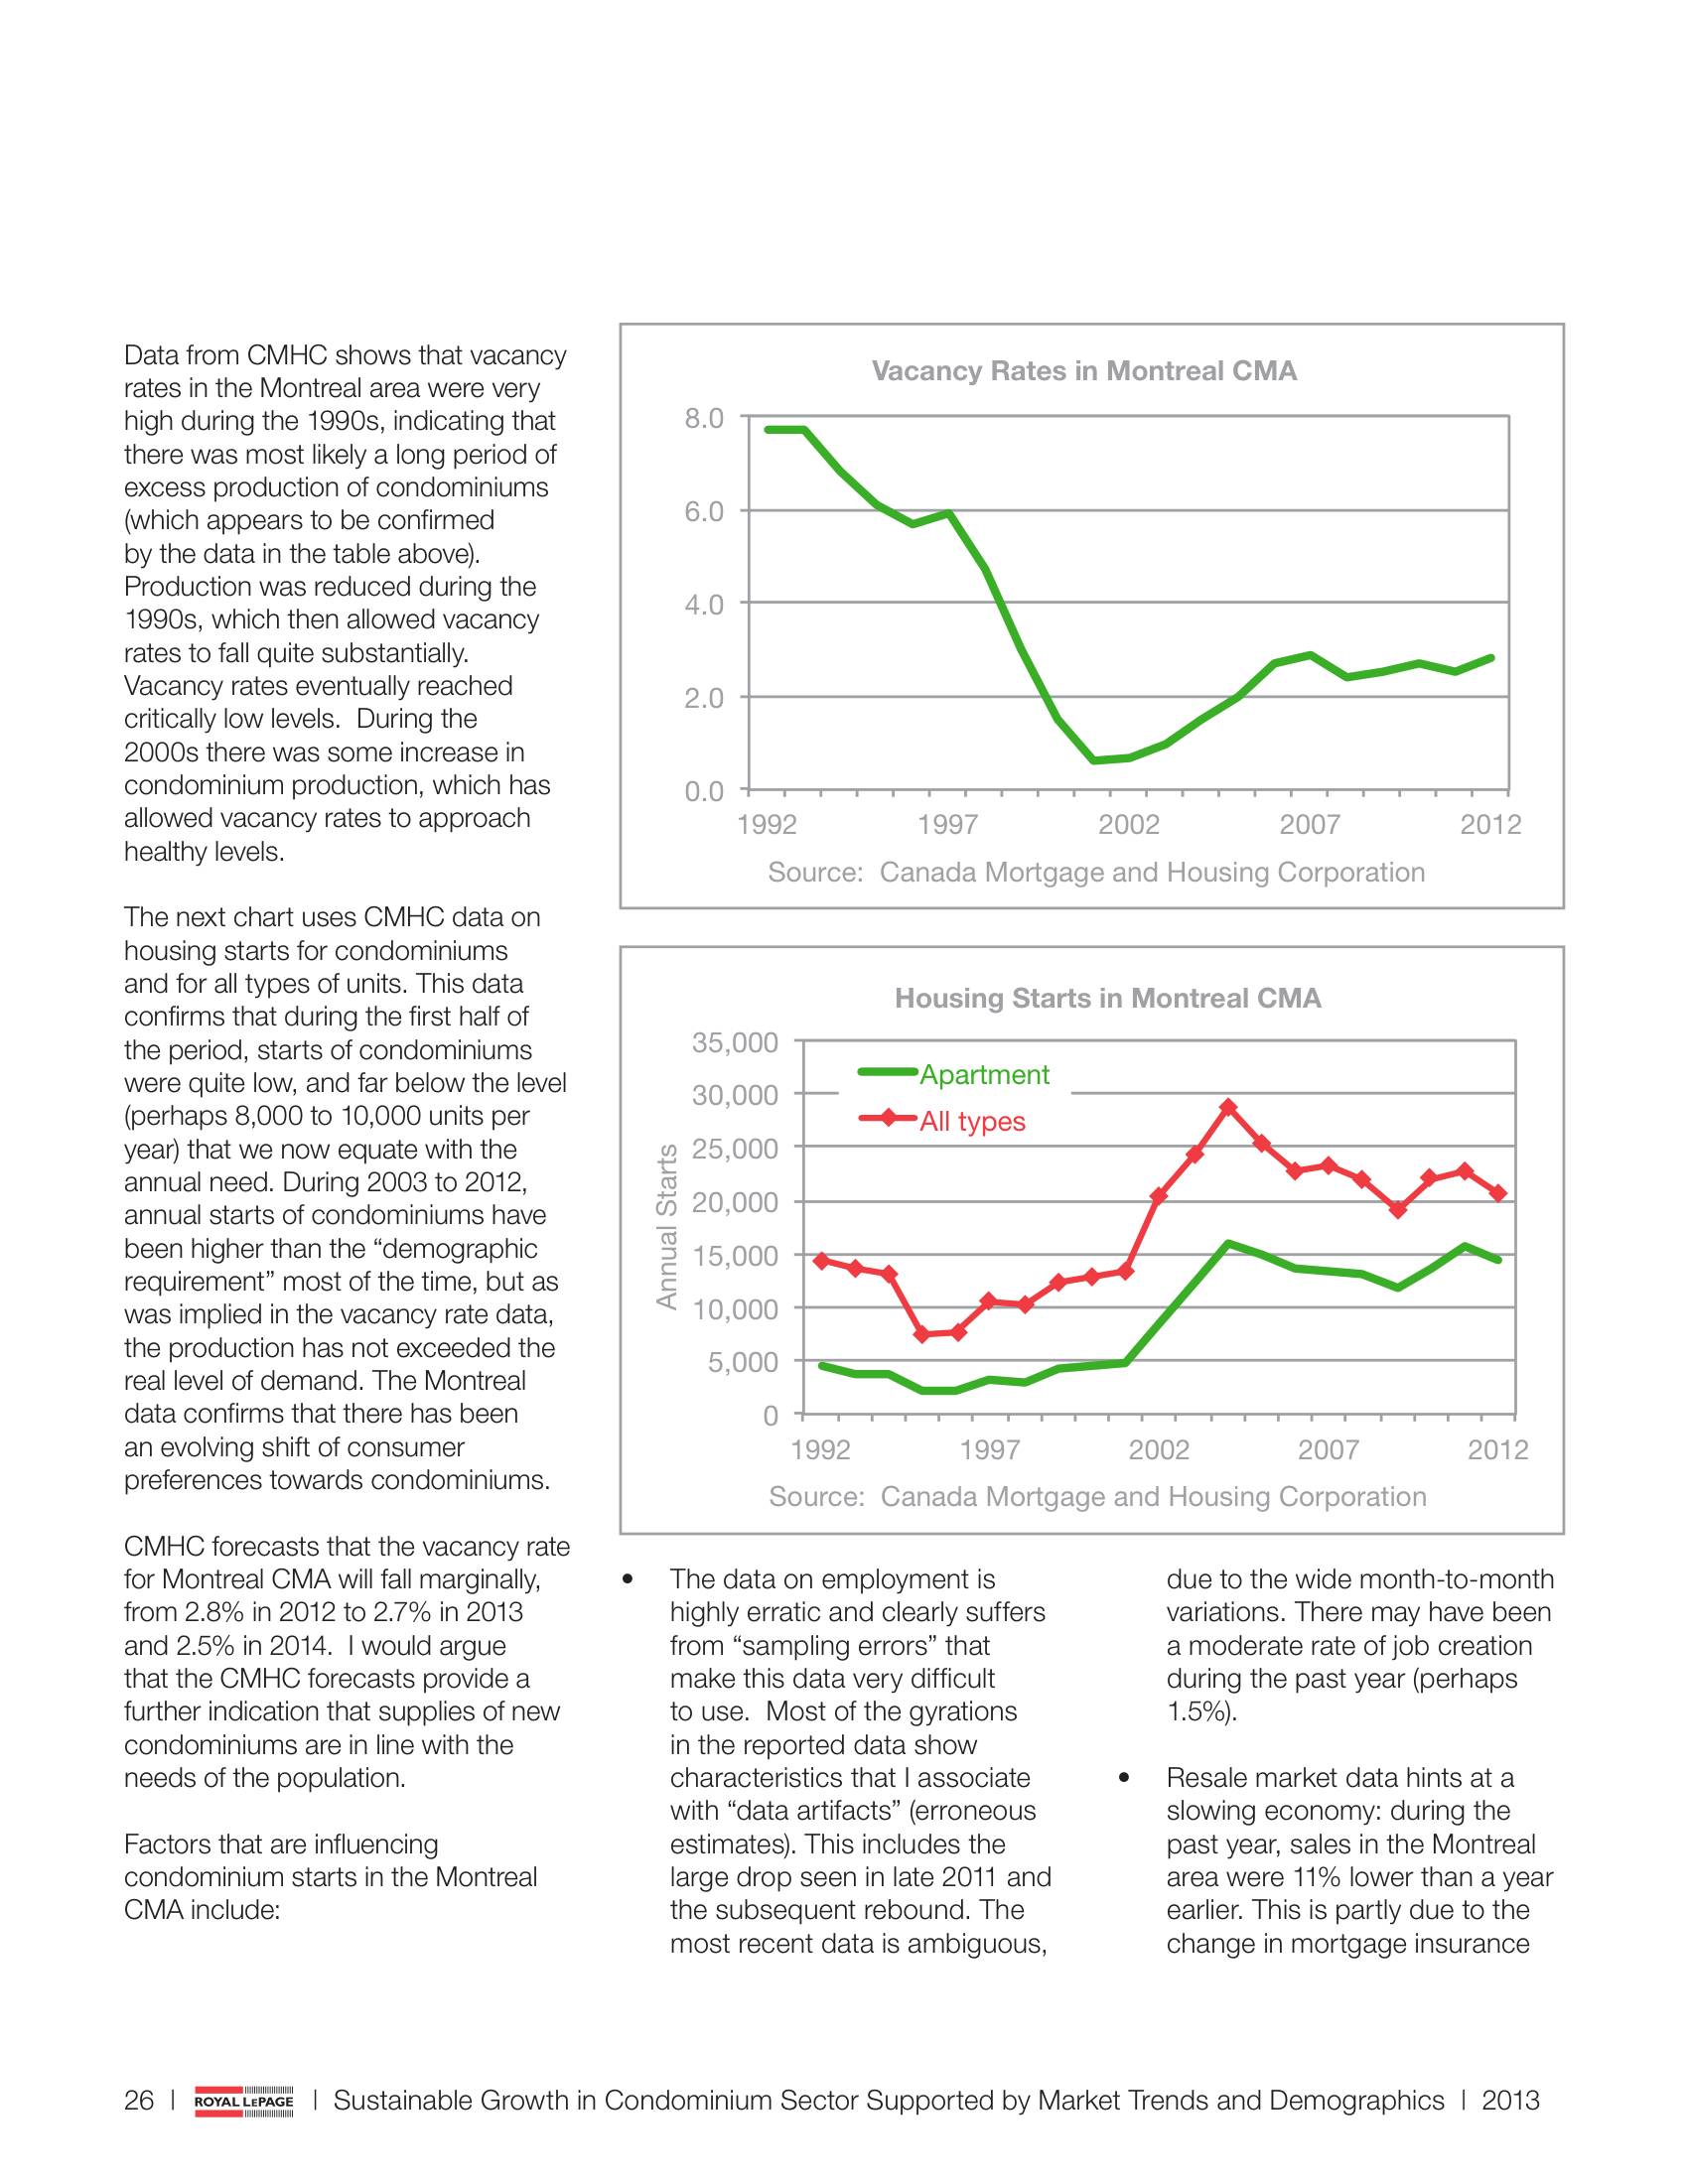 Data from CMHC shows that vacancy
rates in the Montreal area were very
high during the 1990s, indicating that
there was most likely a long period of
excess production of condominiums
(which appears to be confirmed
by the data in the table above).
Production was reduced during the
1990s, which then allowed vacancy
rates to fall quite substantially.
Vacancy rates eventually reached
critically low levels.  During the
2000s there was some increase in
condominium production, which has
allowed vacancy rates to approach
healthy levels.
The next chart uses CMHC data on
housing starts for condominiums
and for all types of units. This data
confirms that during the first half of
the period, starts of condominiums
were quite low, and far below the level
(perhaps 8,000 to 10,000 units per
year) that we now equate with the
annual need. During 2003 to 2012,
annual starts of condominiums have
been higher than the “demographic
requirement” most of the time, but as
was implied in the vacancy rate data,
the production has not exceeded the
real level of demand. The Montreal
data confirms that there has been
an evolving shift of consumer
preferences towards condominiums.
CMHC forecasts that the vacancy rate
for Montreal CMA will fall marginally,
from 2.8% in 2012 to 2.7% in 2013
and 2.5% in 2014.  I would argue
that the CMHC forecasts provide a
further indication that supplies of new
condominiums are in line with the
needs of the population.
Factors that are influencing
condominium starts in the Montreal
CMA include:
Vacancy Rates in Montreal CMA
8.0
6.0
4.0
2.0
0.0
1992 1997 2002 2007 2012
Source:  Canada Mortgage and Housing Corporation
Housing Starts in Montreal CMA
Annual Starts
35,000
30,000
25,000
20,000
15,000
10,000
5,000
0
Apartment
All types
1992 1997 2002 2007 2012
Source:  Canada Mortgage and Housing Corporation
• The data on employment is
highly erratic and clearly suffers
from “sampling errors” that
make this data very difficult
to use.  Most of the gyrations
in the reported data show
characteristics that I associate
with “data artifacts” (erroneous
estimates). This includes the
large drop seen in late 2011 and
the subsequent rebound. The
most recent data is ambiguous,
due to the wide month-to-month
variations. There may have been
a moderate rate of job creation
during the past year (perhaps
1.5%).
• Resale market data hints at a
slowing economy: during the
past year, sales in the Montreal
area were 11% lower than a year
earlier. This is partly due to the
change in mortgage insurance
26 | ROYAL LEPAGE | Sustainable Growth in Condominium Sector Supported by Market Trends and Demographics | 2013